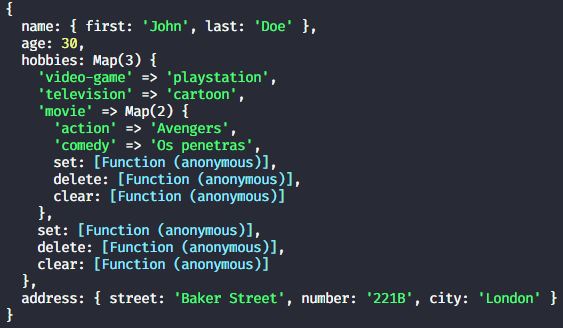 {
  name: { first: 'John', last: 'Doe' },
  age: 30,
  hobbies: Map(3) {
    'video-game' => 'playstation',
    'television' => 'cartoon',
    'movie' => Map(2) {
      'action' => 'Avengers',
      'comedy' => 'Os penetras',
      set: [Function (anonymous)],
      delete: [Function (anonymous)],
      clear: [Function (anonymous)]
    },
    set: [Function (anonymous)],
    delete: [Function (anonymous)],
    clear: [Function (anonymous)]
  },
  address: { street: 'Baker Street', number: '221B', city: 'London' }
}